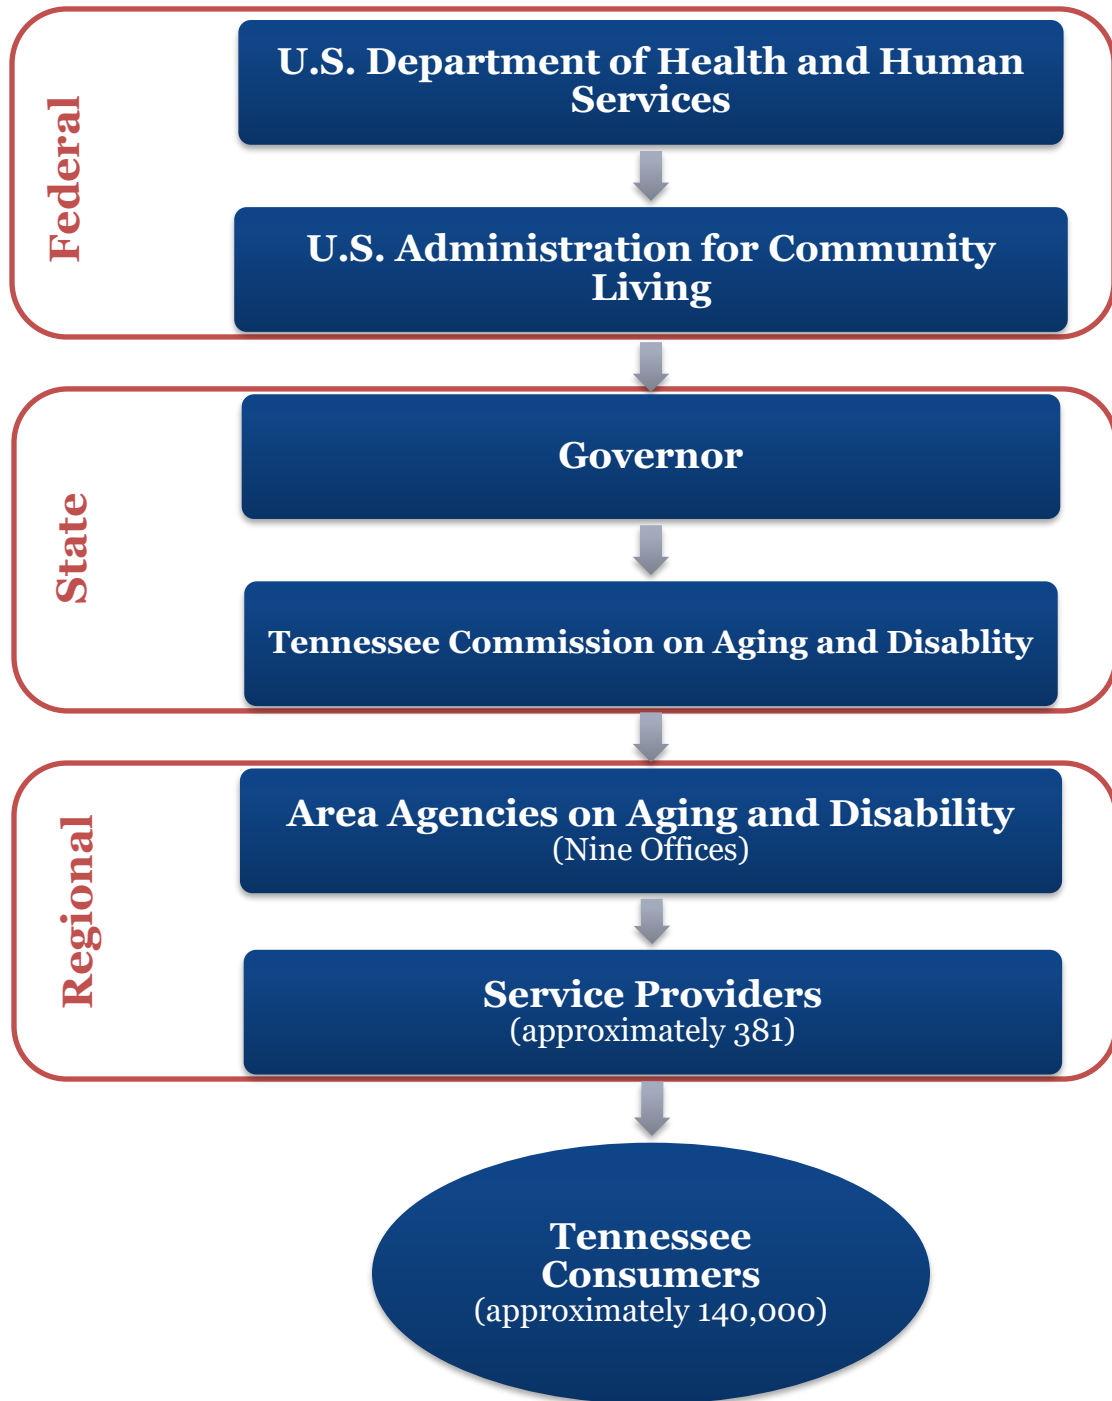 Federal
U.S. Department of Health and Human
Services
U.S. Administration for Community
Living
State
Governor
Tennessee Commission on Aging and Disablity
Regional
Area Agencies on Aging and Disability
(Nine Offices)
Service Providers
(approximately 381)
Tennessee
Consumers
(approximately 140,000)